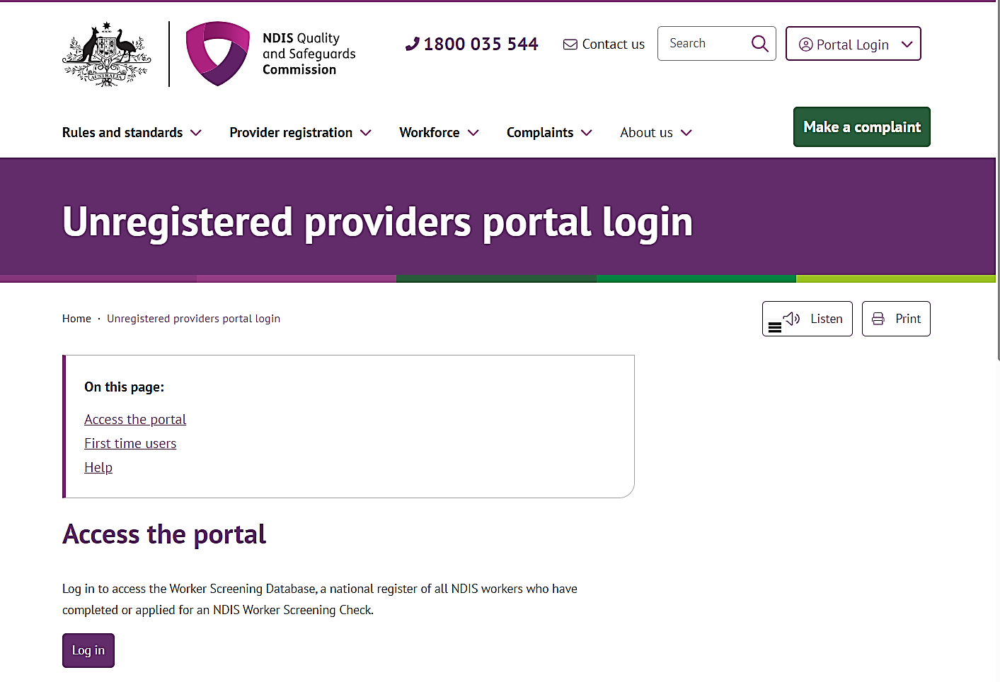 AUSTRALIA
NDIS Quality
and Safeguards
Commission
1800 035 544
Contact us
Search
Portal Login
Rules and standards
Provider registration
Workforce
Complaints
About us
Make a complaint
Unregistered providers portal login
Home · Unregistered providers portal login
Listen
Print
On this page:
Access the portal
First time users
Help
Access the portal
Log in to access the Worker Screening Database, a national register of all NDIS workers who have
completed or applied for an NDIS Worker Screening Check.
Log in